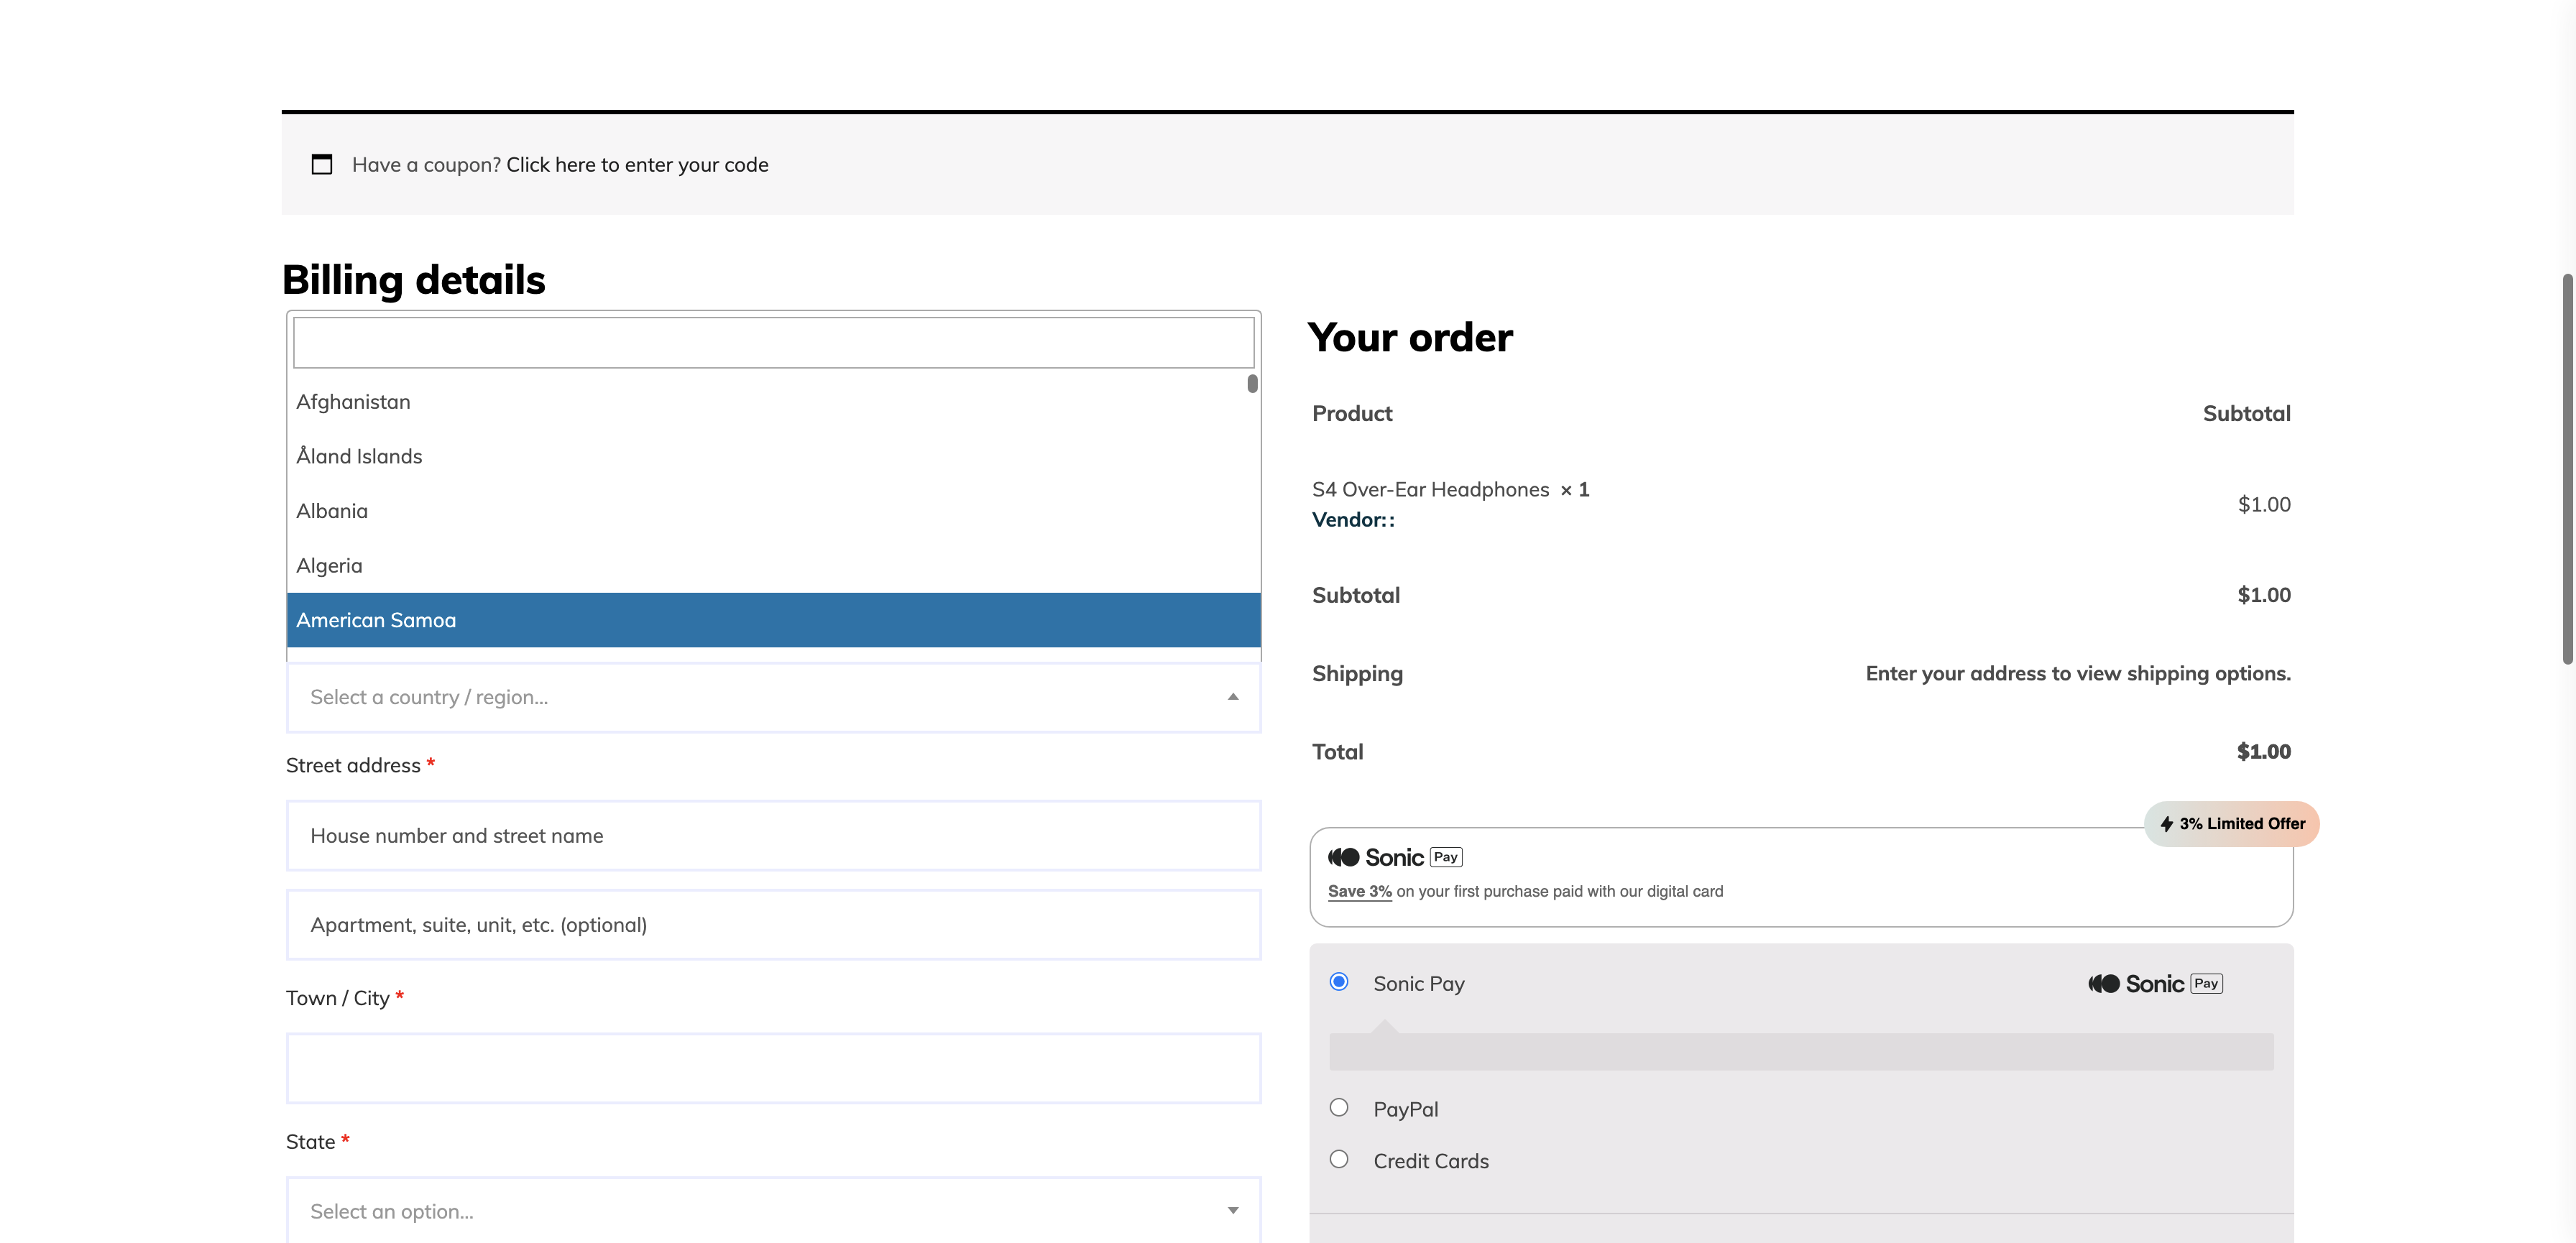 Have a coupon? Click here to enter your code
Billing details
Afghanistan
Åland Islands
Albania
Algeria
American Samoa
Select a country / region...
Street address *
House number and street name
Apartment, suite, unit, etc. (optional)
Town / City *
State *
Select an option...
Your order
Product Subtotal
S4 Over-Ear Headphones × 1
Vendor::
$1.00
Subtotal $1.00
Shipping Enter your address to view shipping options.
Total $1.00
3% Limited Offer
Sonic Pay
Save 3% on your first purchase paid with our digital card
Sonic Pay Sonic Pay
PayPal
Credit Cards